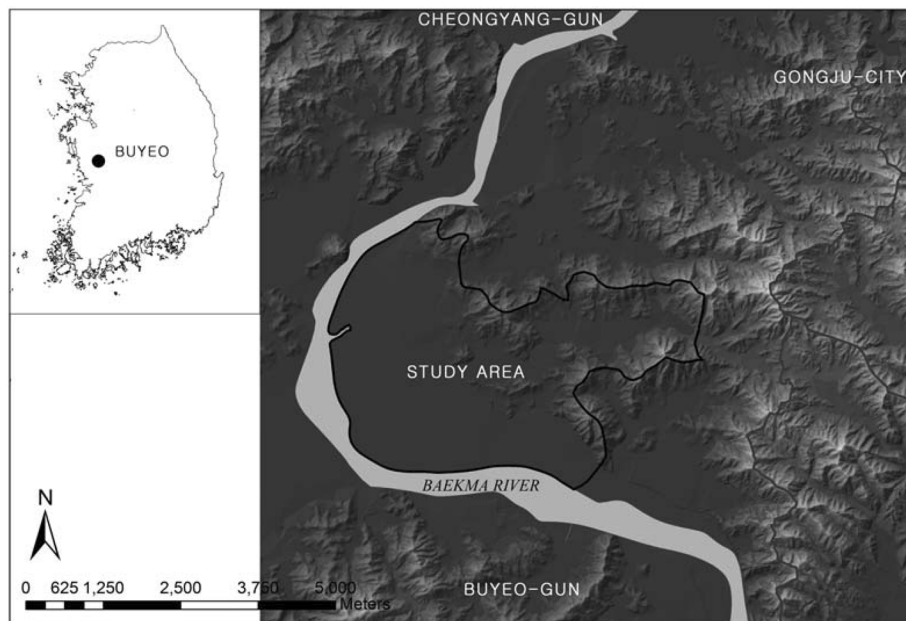 CHEONGYANG-GUN
GONGJU-CITY
BUYEO
STUDY AREA
BAEKMA RIVER
N
BUYEO-GUN
0 625 1,250 2,500 3,750 5,000
Meters